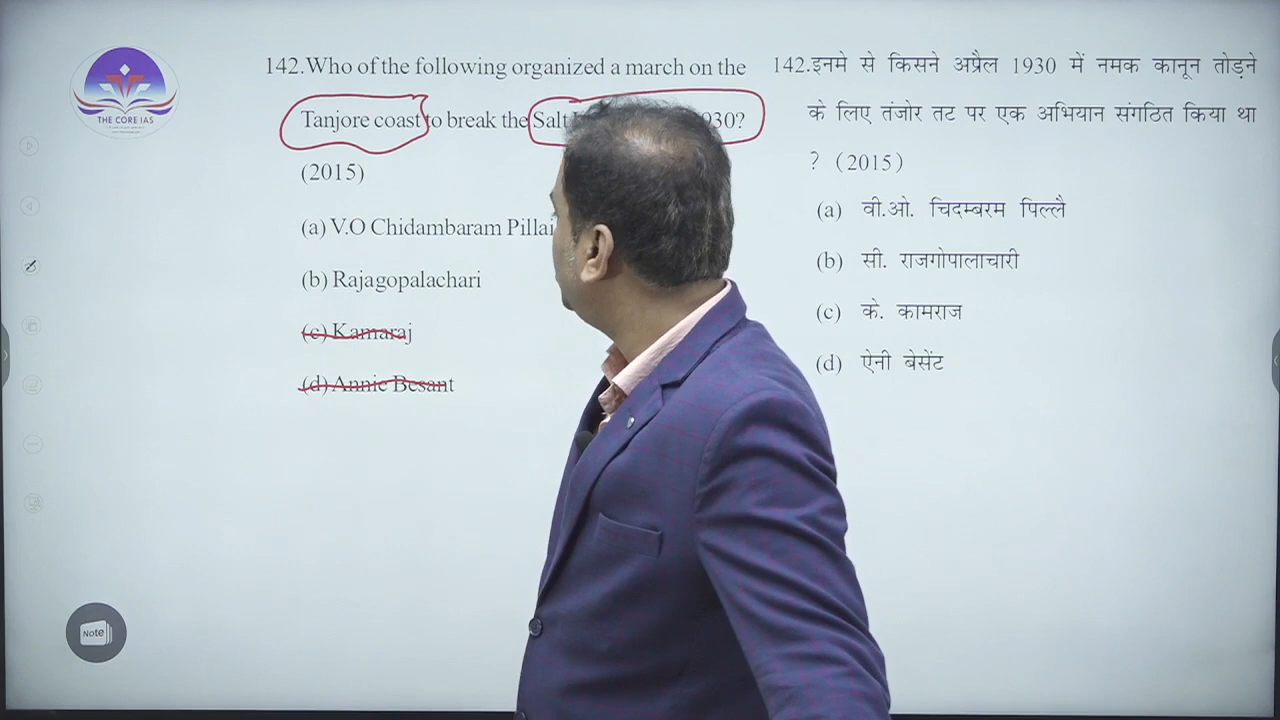 THE CORE IAS
142.Who of the following organized a march on the
Tanjore coast to break the Salt 930?
(2015)
(a) V.O Chidambaram Pillai
(b) Rajagopalachari
(c) Kamaraj
(d) Annie Besant
142.इनमे से किसने अप्रैल 1930 में नमक कानून तोड़ने
के लिए तंजोर तट पर एक अभियान संगठित किया था
? (2015)
(a) वी.ओ. चिदम्बरम पिल्लै
(b) सी. राजगोपालाचारी
(c) के. कामराज
(d) ऐनी बेसेंट
Note